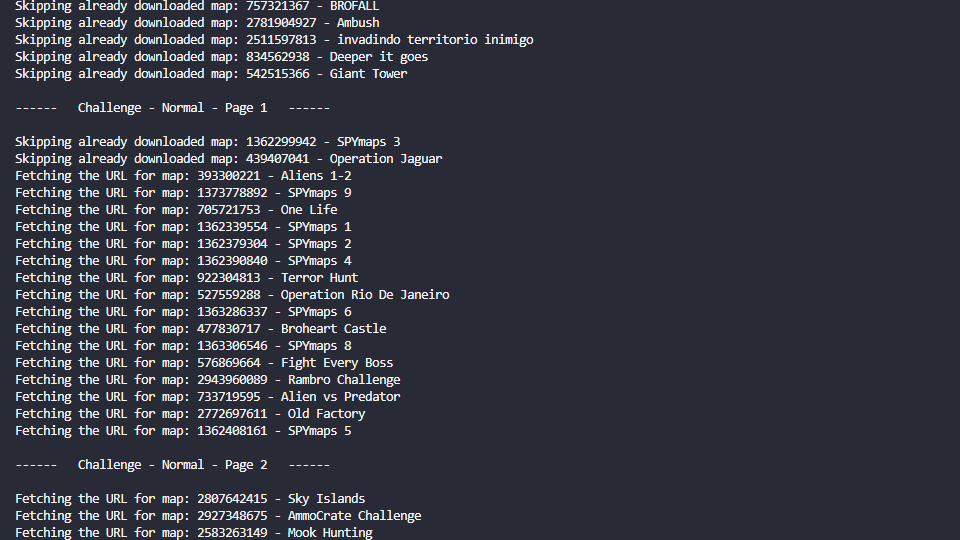 Skipping already downloaded map: 757321367 - BROFALL
Skipping already downloaded map: 2781904927 - Ambush
Skipping already downloaded map: 2511597813 - invadindo territorio inimigo
Skipping already downloaded map: 834562938 - Deeper it goes
Skipping already downloaded map: 542515366 - Giant Tower
------   Challenge - Normal - Page 1   ------
Skipping already downloaded map: 1362299942 - SPYmaps 3
Skipping already downloaded map: 439407041 - Operation Jaguar
Fetching the URL for map: 393300221 - Aliens 1-2
Fetching the URL for map: 1373778892 - SPYmaps 9
Fetching the URL for map: 705721753 - One Life
Fetching the URL for map: 1362339554 - SPYmaps 1
Fetching the URL for map: 1362379304 - SPYmaps 2
Fetching the URL for map: 1362390840 - SPYmaps 4
Fetching the URL for map: 922304813 - Terror Hunt
Fetching the URL for map: 527559288 - Operation Rio De Janeiro
Fetching the URL for map: 1363286337 - SPYmaps 6
Fetching the URL for map: 477830717 - Broheart Castle
Fetching the URL for map: 1363306546 - SPYmaps 8
Fetching the URL for map: 576869664 - Fight Every Boss
Fetching the URL for map: 2943960089 - Rambro Challenge
Fetching the URL for map: 733719595 - Alien vs Predator
Fetching the URL for map: 2772697611 - Old Factory
Fetching the URL for map: 1362408161 - SPYmaps 5
------   Challenge - Normal - Page 2   ------
Fetching the URL for map: 2807642415 - Sky Islands
Fetching the URL for map: 2927348675 - AmmoCrate Challenge
Fetching the URL for map: 2583263149 - Mook Hunting